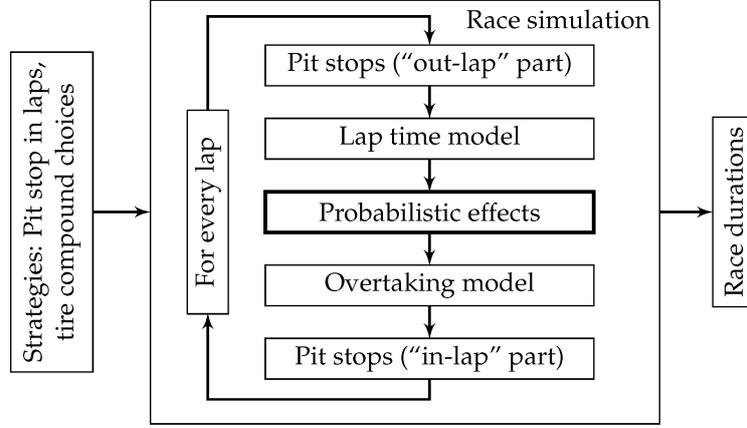 Strategies: Pit stop in laps,
tire compound choices
Race simulation
For every lap
Pit stops (“out-lap” part)
Lap time model
Probabilistic effects
Overtaking model
Pit stops (“in-lap” part)
Race durations